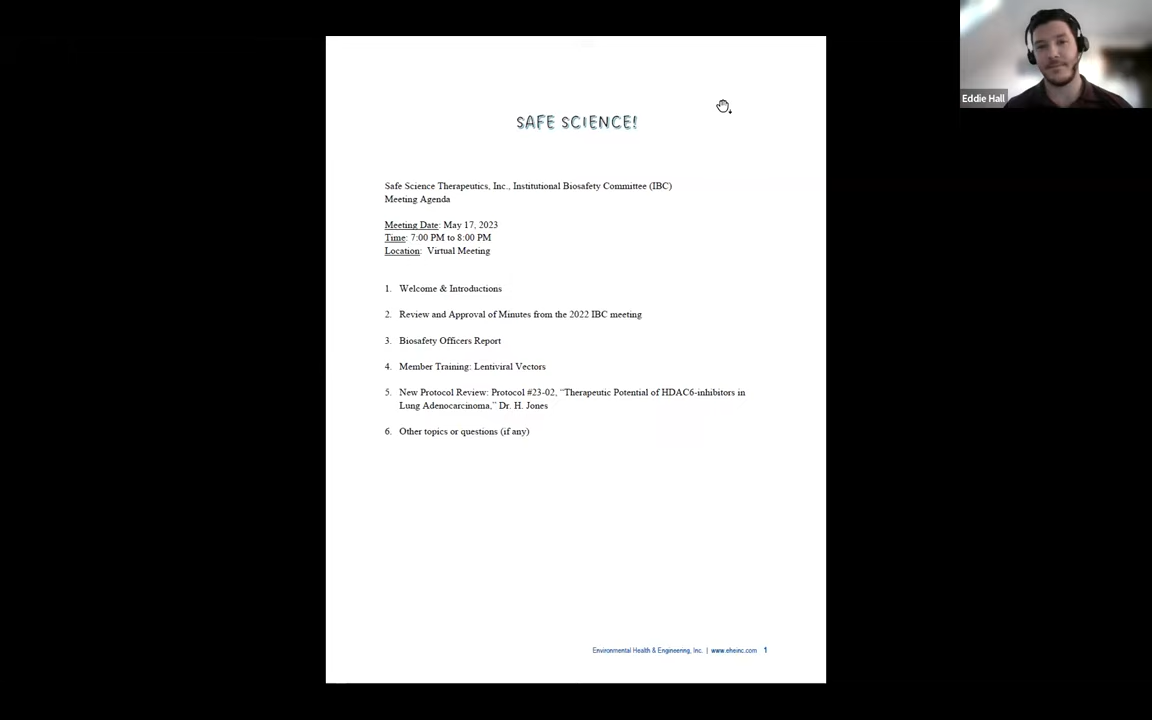 SAFE SCIENCE!
Safe Science Therapeutics, Inc., Institutional Biosafety Committee (IBC)
Meeting Agenda
Meeting Date: May 17, 2023
Time: 7:00 PM to 8:00 PM
Location: Virtual Meeting
1. Welcome & Introductions
2. Review and Approval of Minutes from the 2022 IBC meeting
3. Biosafety Officers Report
4. Member Training: Lentiviral Vectors
5. New Protocol Review: Protocol #23-02, “Therapeutic Potential of HDAC6-inhibitors in
Lung Adenocarcinoma,” Dr. H. Jones
6. Other topics or questions (if any)
Environmental Health & Engineering, Inc. | www.eheinc.com 1
Eddie Hall